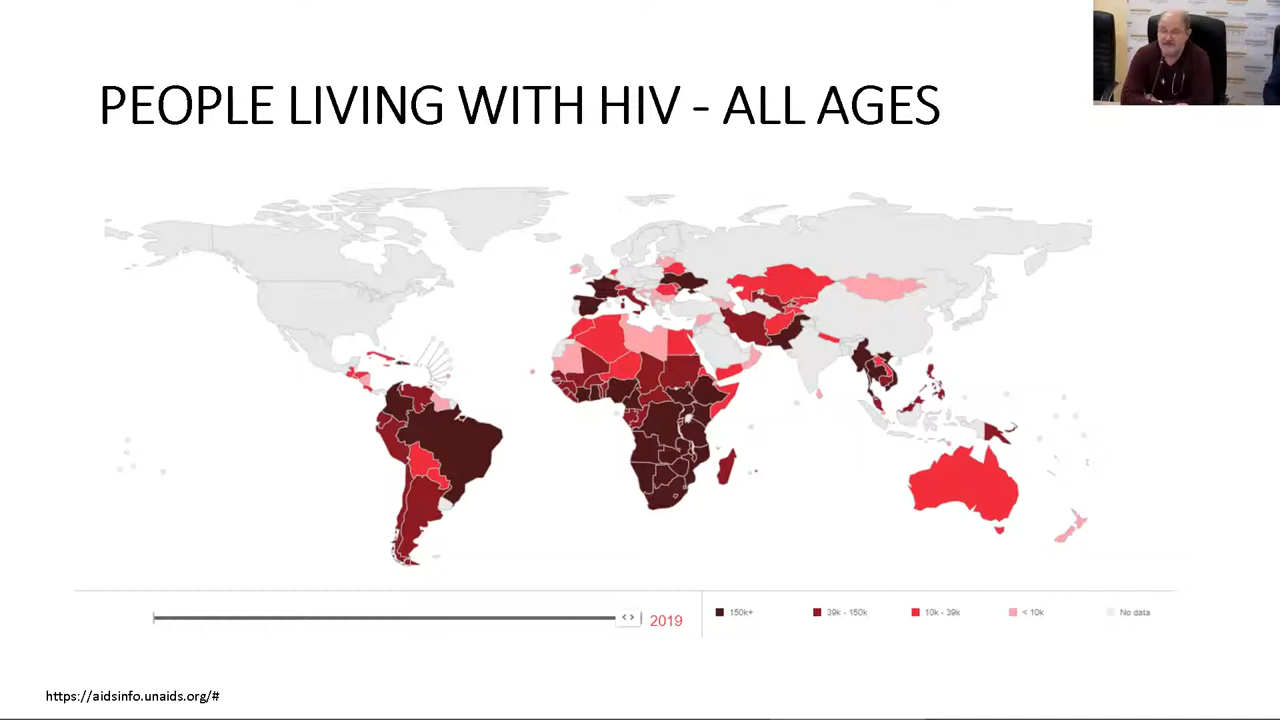 PEOPLE LIVING WITH HIV - ALL AGES
2019
150k+
39k - 150k
10k - 39k
< 10k
No data
https://aidsinfo.unaids.org/#